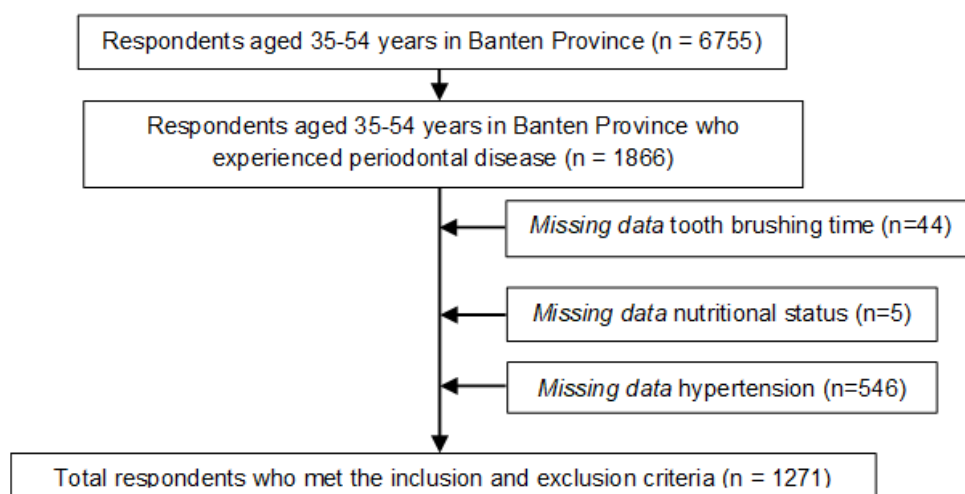 Respondents aged 35-54 years in Banten Province (n = 6755)
Respondents aged 35-54 years in Banten Province who
experienced periodontal disease (n = 1866)
Missing data tooth brushing time (n=44)
Missing data nutritional status (n=5)
Missing data hypertension (n=546)
Total respondents who met the inclusion and exclusion criteria (n = 1271)